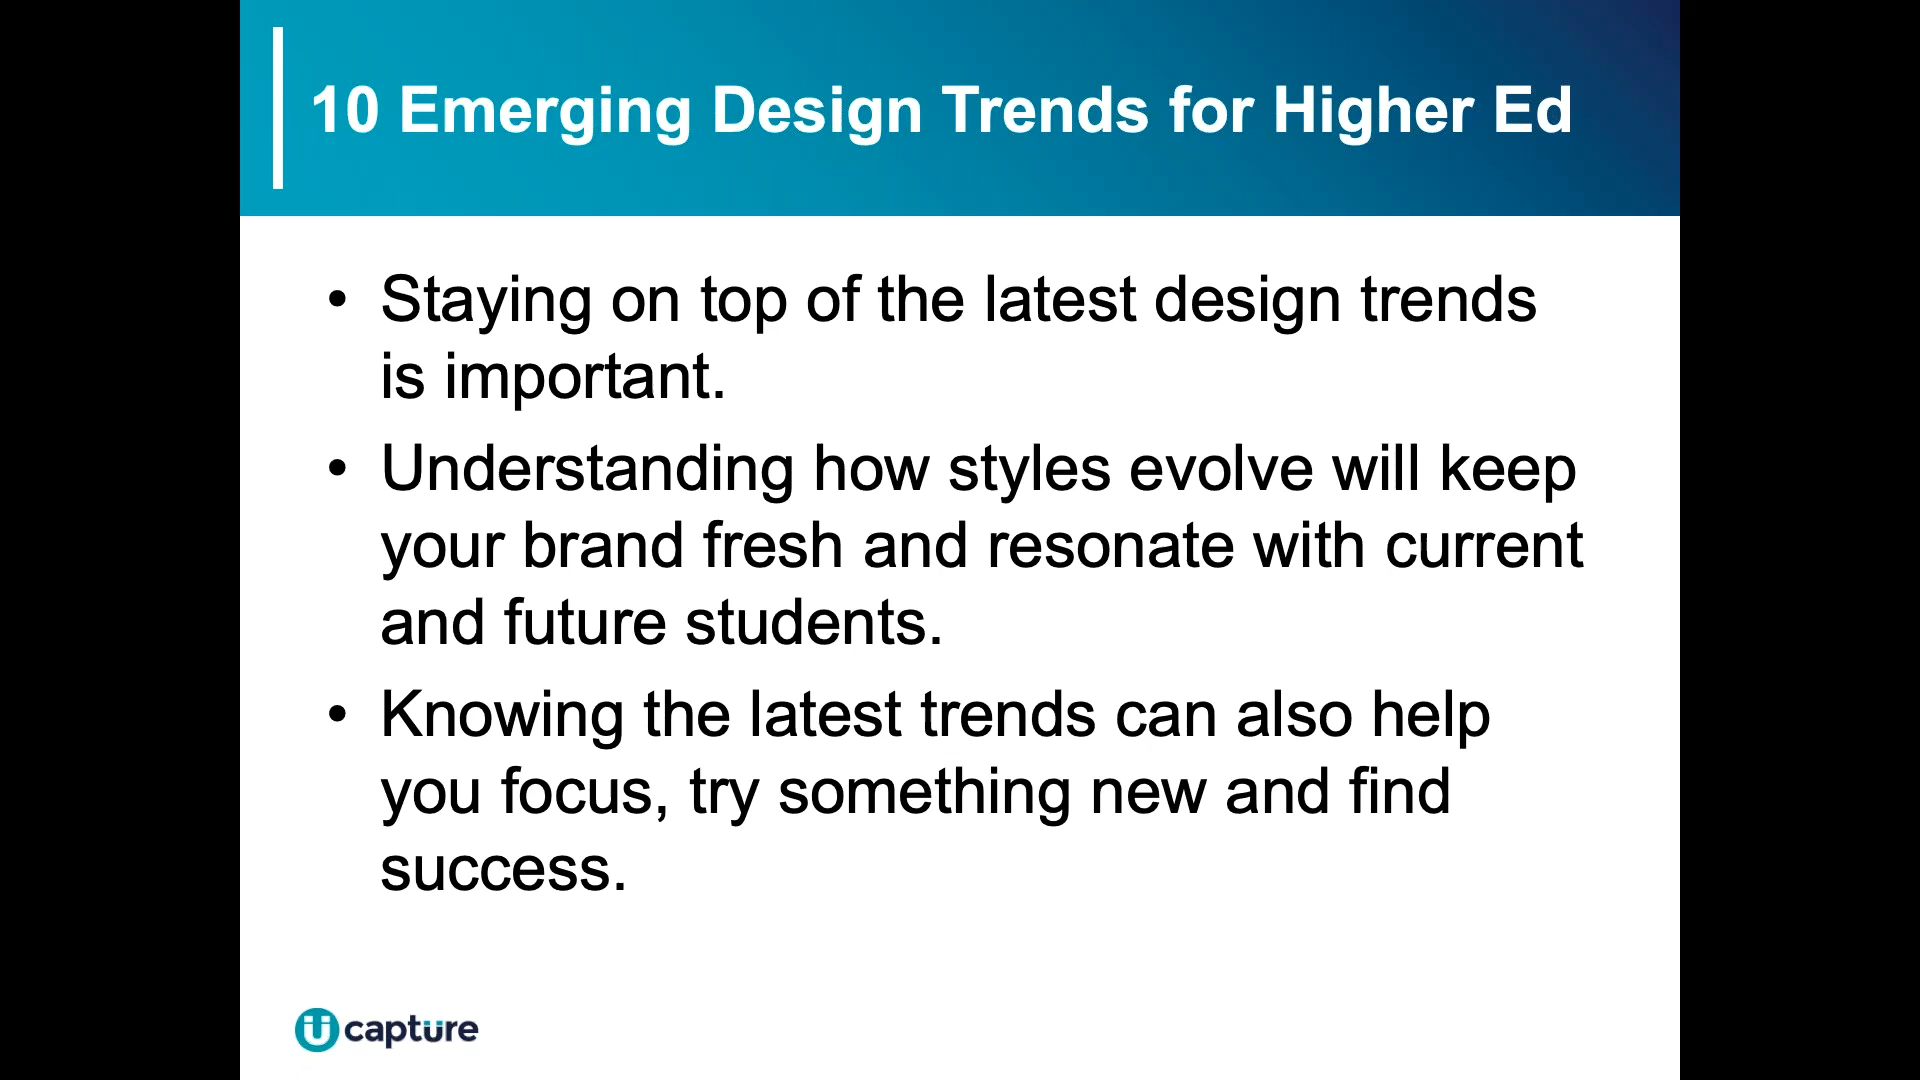 10 Emerging Design Trends for Higher Ed
• Staying on top of the latest design trends
is important.
• Understanding how styles evolve will keep
your brand fresh and resonate with current
and future students.
• Knowing the latest trends can also help
you focus, try something new and find
success.
capture